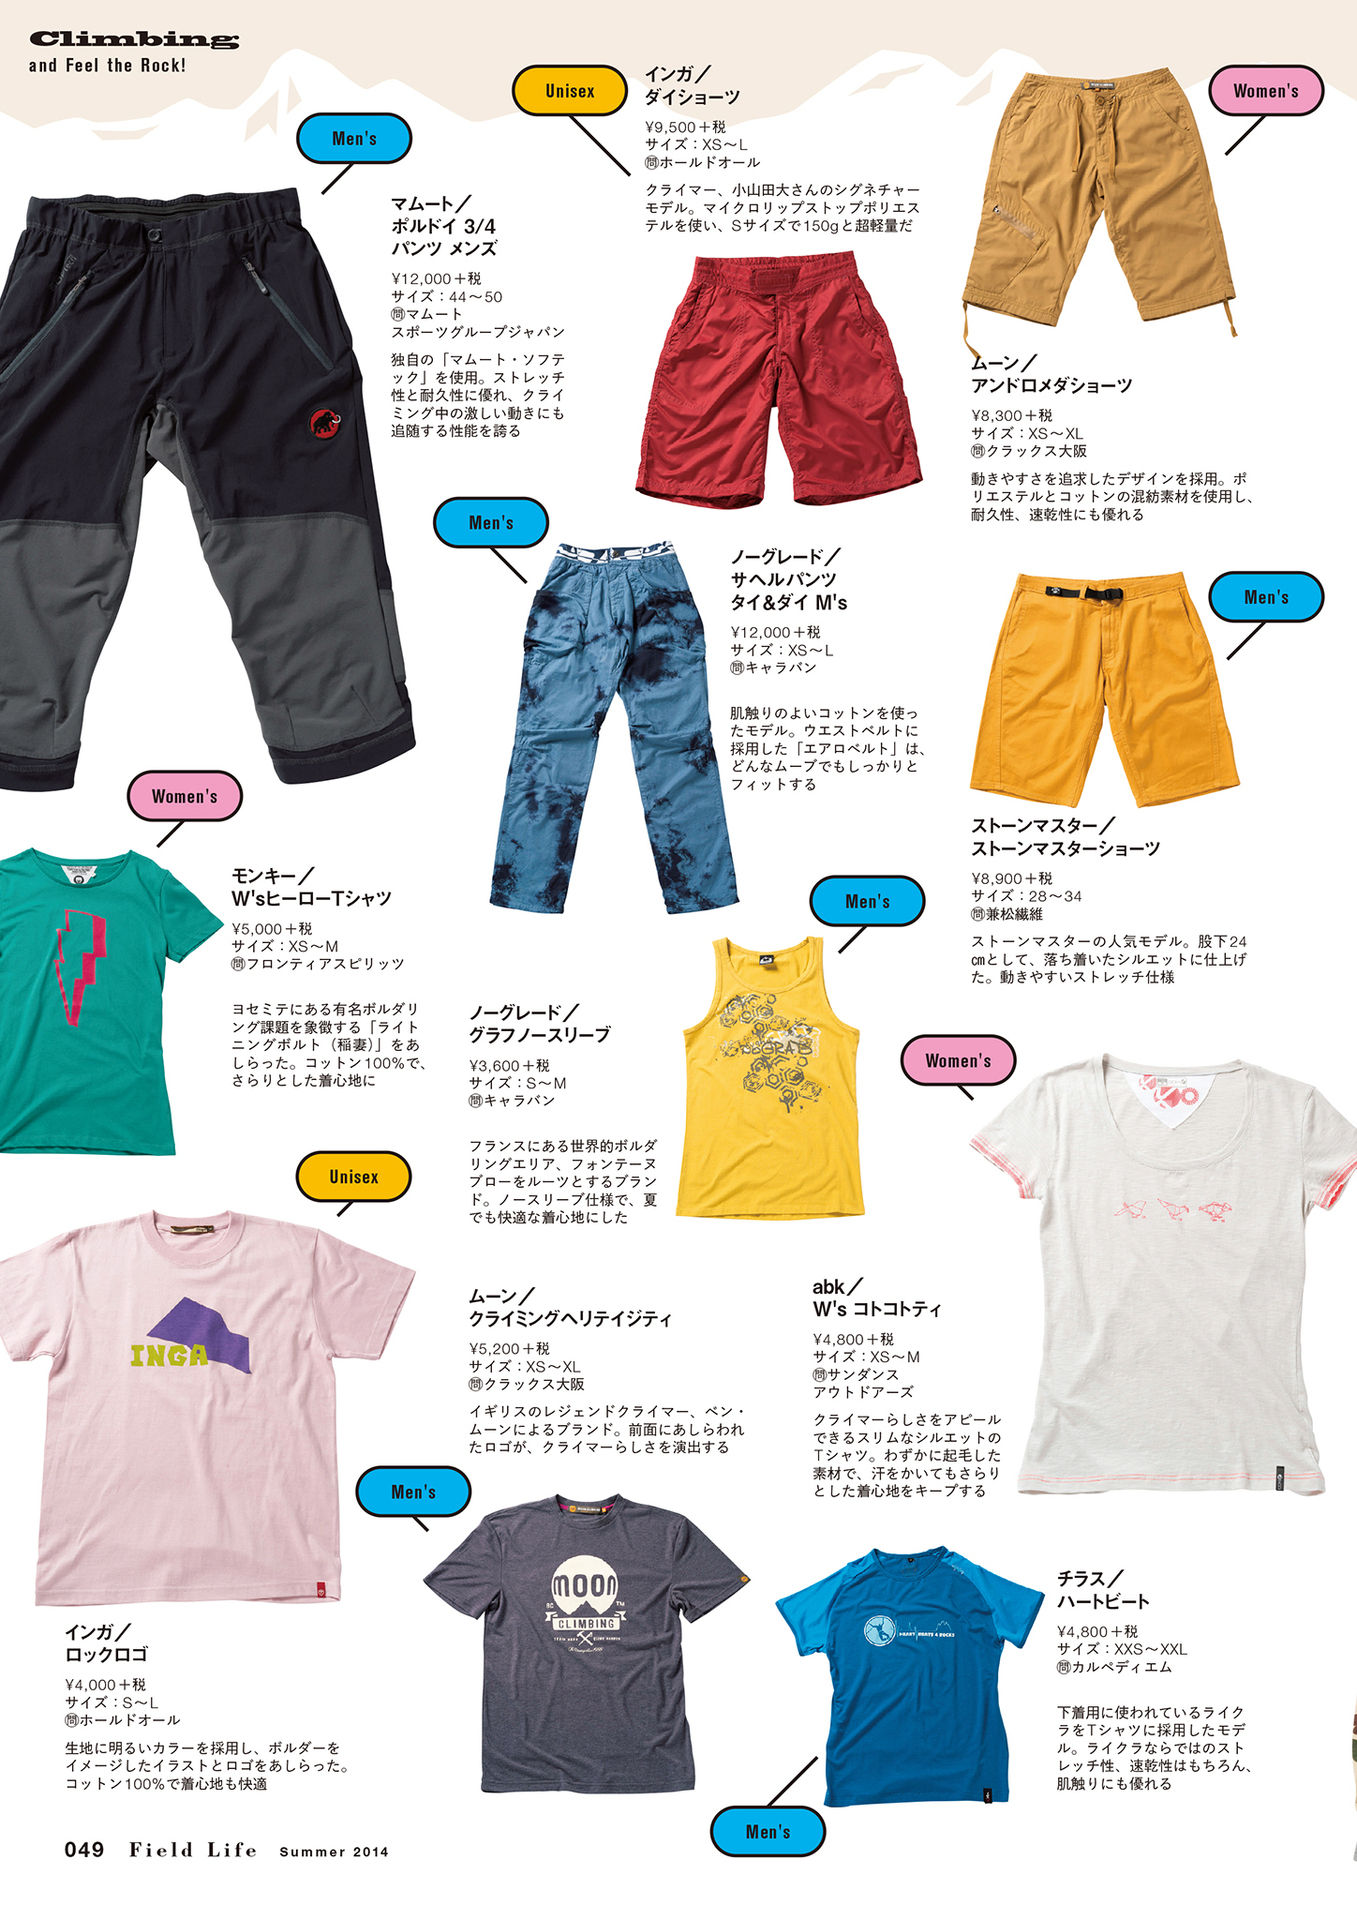 Climbing
and Feel the Rock!
Men's
マムート／
ポルドイ 3/4
パンツ メンズ
¥12,000＋税
サイズ：44〜50
㉄マムート
スポーツグループジャパン
独自の「マムート・ソフテ
ック」を使用。ストレッチ
性と耐久性に優れ、クライ
ミング中の激しい動きにも
追随する性能を誇る
Unisex
インガ／
ダイショーツ
¥9,500＋税
サイズ：XS〜L
㉄ホールドオール
クライマー、小山田大さんのシグネチャー
モデル。マイクロリップストップポリエス
テルを使い、Sサイズで150gと超軽量だ
Women's
ムーン／
アンドロメダショーツ
¥8,300＋税
サイズ：XS〜XL
㉄クラックス大阪
動きやすさを追求したデザインを採用。ポ
リエステルとコットンの混紡素材を使用し、
耐久性、速乾性にも優れる
Men's
ノーグレード／
サヘルパンツ
タイ&ダイ M's
¥12,000＋税
サイズ：XS〜L
㉄キャラバン
肌触りのよいコットンを使っ
たモデル。ウエストベルトに
採用した「エアロベルト」は、
どんなムーブでもしっかりと
フィットする
Men's
ストーンマスター／
ストーンマスターショーツ
¥8,900＋税
サイズ：28〜34
㉄兼松繊維
ストーンマスターの人気モデル。股下24
㎝として、落ち着いたシルエットに仕上げ
た。動きやすいストレッチ仕様
Women's
モンキー／
W'sヒーローTシャツ
¥5,000＋税
サイズ：XS〜M
㉄フロンティアスピリッツ
ヨセミテにある有名ボルダリ
ング課題を象徴する「ライト
ニングボルト（稲妻）」をあ
しらった。コットン100%で、
さらりとした着心地に
Men's
ノーグレード／
グラフノースリーブ
¥3,600＋税
サイズ：S〜M
㉄キャラバン
フランスにある世界的ボルダ
リングエリア、フォンテーヌ
ブローをルーツとするブラン
ド。ノースリーブ仕様で、夏
でも快適な着心地にした
Women's
abk／
W's コトコトティ
¥4,800＋税
サイズ：XS〜M
㉄サンダンス
アウトドアーズ
クライマーらしさをアピール
できるスリムなシルエットの
Tシャツ。わずかに起毛した
素材で、汗をかいてもさらり
とした着心地をキープする
Unisex
INGA
インガ／
ロックロゴ
¥4,000＋税
サイズ：S〜L
㉄ホールドオール
生地に明るいカラーを採用し、ボルダーを
イメージしたイラストとロゴをあしらった。
コットン100%で着心地も快適
ムーン／
クライミングヘリテイジティ
¥5,200＋税
サイズ：XS〜XL
㉄クラックス大阪
イギリスのレジェンドクライマー、ベン・
ムーンによるブランド。前面にあしらわれ
たロゴが、クライマーらしさを演出する
Men's
moon
CLIMBING
チラス／
ハートビート
¥4,800＋税
サイズ：XXS〜XXL
㉄カルペディエム
下着用に使われているライク
ラをTシャツに採用したモデ
ル。ライクラならではのスト
レッチ性、速乾性はもちろん、
肌触りにも優れる
HEART BEATS 4 ROCKS
Men's
049 Field Life Summer 2014